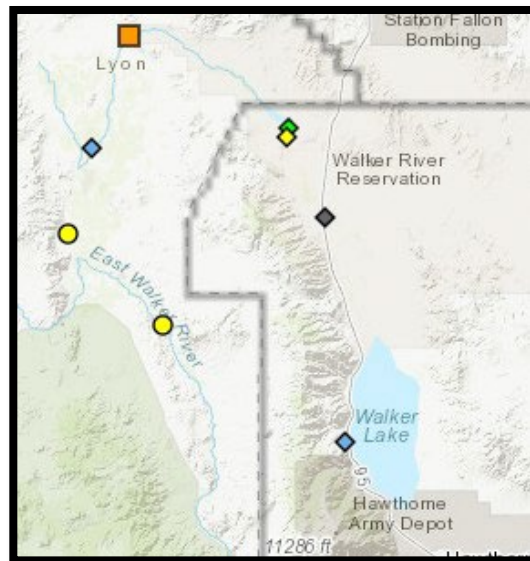 Station/Fallon
Bombing
Lyon
Walker River
Reservation
East Walker River
Walker
Lake
95
Hawthorne
Army Depot
11286 ft